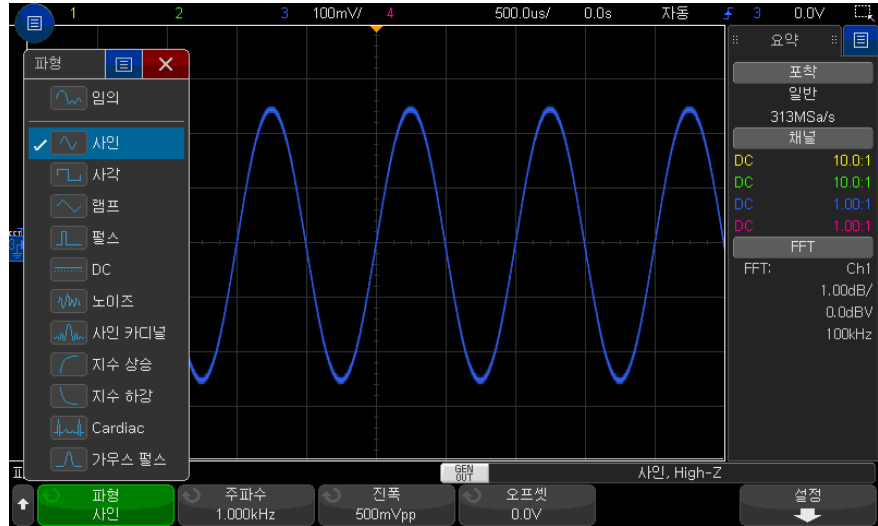 1 2 3 100mV/ 4 500.0us/ 0.0s 자동 3 0.0V
파형
임의
사인
사각
램프
펄스
DC
노이즈
사인 카디널
지수 상승
지수 하강
Cardiac
가우스 펄스
요약
포착
일반
313MSa/s
채널
DC 10.0:1
DC 10.0:1
DC 1.00:1
DC 1.00:1
FFT
FFT: Ch1
1.00dB/
0.0dBV
100kHz
GEN
OUT
사인, High-Z
파형
사인
주파수
1.000kHz
진폭
500mVpp
오프셋
0.0V
설정